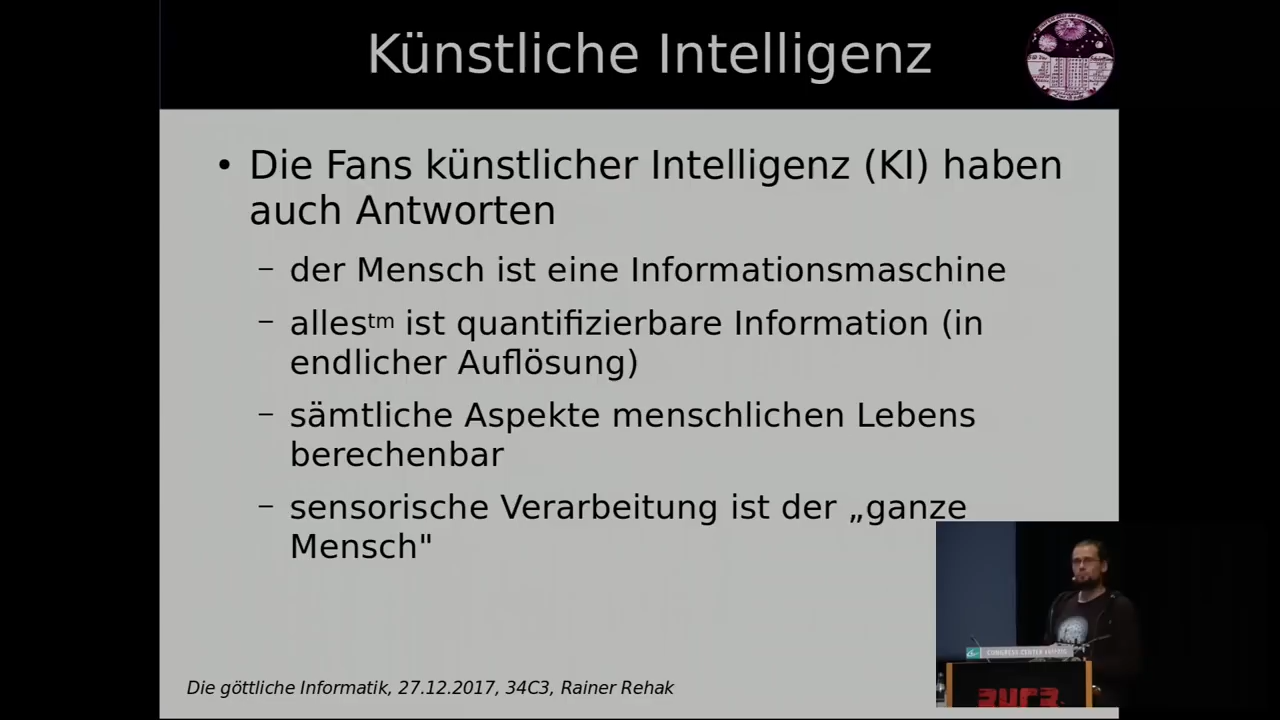 Künstliche Intelligenz
• Die Fans künstlicher Intelligenz (KI) haben
auch Antworten
– der Mensch ist eine Informationsmaschine
– allestm ist quantifizierbare Information (in
endlicher Auflösung)
– sämtliche Aspekte menschlichen Lebens
berechenbar
– sensorische Verarbeitung ist der „ganze
Mensch"
CONGRESS CENTER
Die göttliche Informatik, 27.12.2017, 34C3, Rainer Rehak